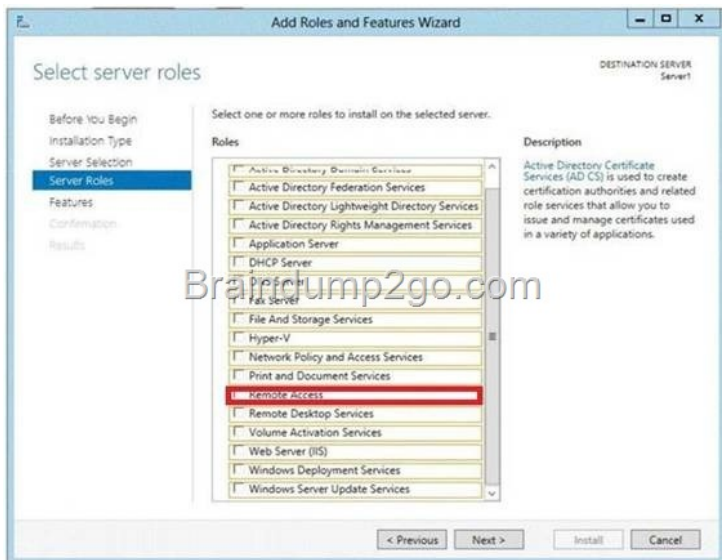 Add Roles and Features Wizard
Select server roles
DESTINATION SERVER
Server1
Before You Begin
Installation Type
Server Selection
Server Roles
Features
Confirmation
Results
Select one or more roles to install on the selected server.
Roles
Active Directory Domain Services
Active Directory Federation Services
Active Directory Lightweight Directory Services
Active Directory Rights Management Services
Application Server
DHCP Server
DNS Server
Fax Server
File And Storage Services
Hyper-V
Network Policy and Access Services
Print and Document Services
Remote Access
Remote Desktop Services
Volume Activation Services
Web Server (IIS)
Windows Deployment Services
Windows Server Update Services
Description
Active Directory Certificate
Services (AD CS) is used to create
certification authorities and related
role services that allow you to
issue and manage certificates used
in a variety of applications.
Braindump2go.com
< Previous
Next >
Install
Cancel